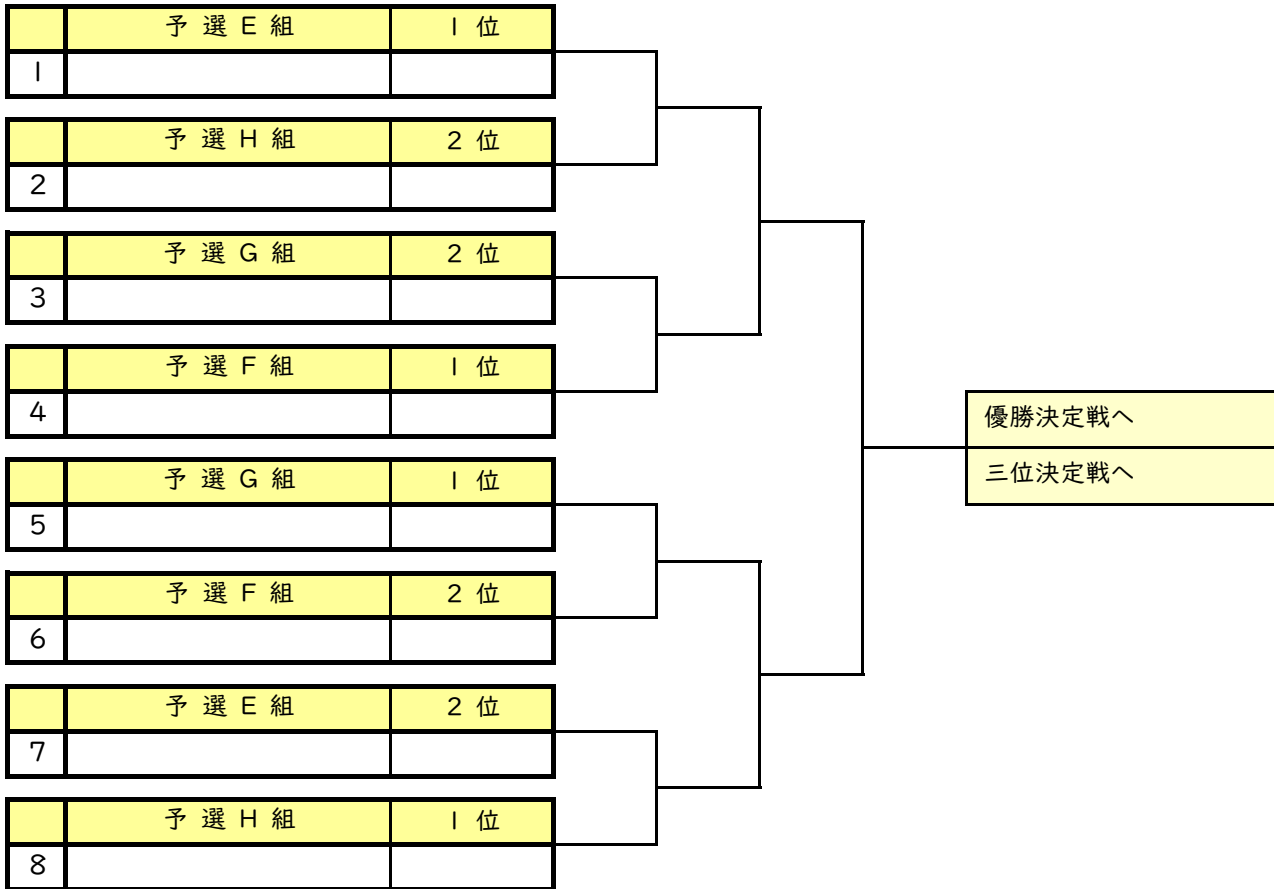 予 選 E 組 1 位
1
予 選 H 組 2 位
2
予 選 G 組 2 位
3
予 選 F 組 1 位
4
予 選 G 組 1 位
5
予 選 F 組 2 位
6
予 選 E 組 2 位
7
予 選 H 組 1 位
8
優勝決定戦へ
三位決定戦へ